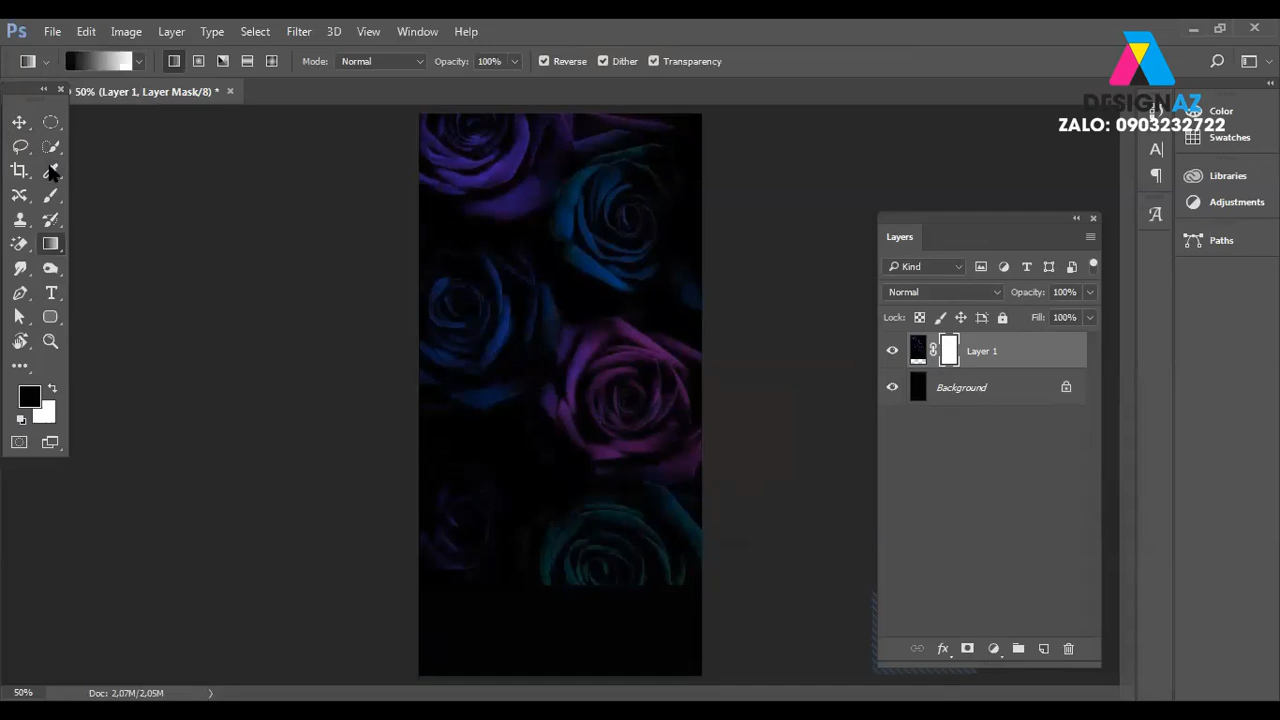 Ps File Edit Image Layer Type Select Filter 3D View Window Help
Mode: Normal Opacity: 100% Reverse Dither Transparency
50% (Layer 1, Layer Mask/8) * ×
DESIGNAZ
ZALO: 0903232722
Color
Swatches
Libraries
Adjustments
Paths
Layers
Kind
Normal Opacity: 100%
Lock: Fill: 100%
Layer 1
Background
50% Doc: 2,07M/2,05M